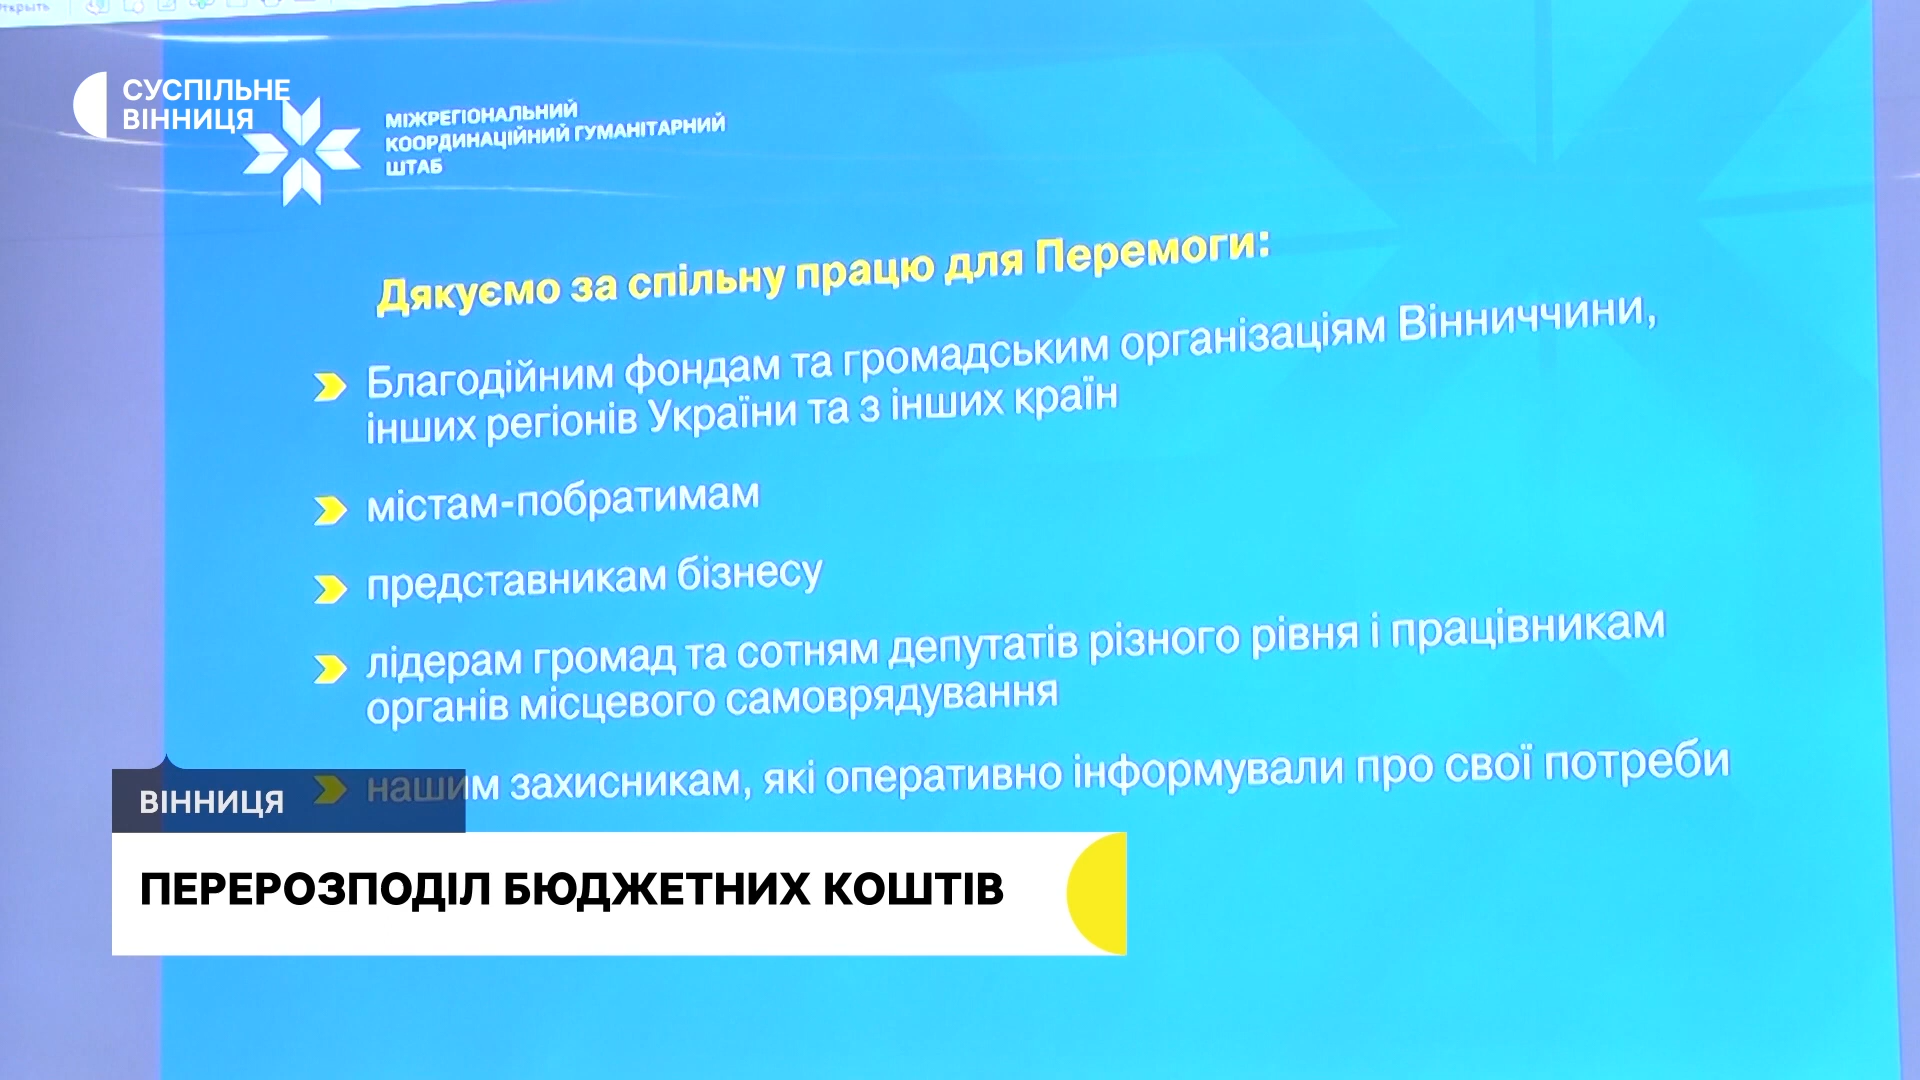 Открыть
СУСПІЛЬНЕ
ВІННИЦЯ
МІЖРЕГІОНАЛЬНИЙ
КООРДИНАЦІЙНИЙ ГУМАНІТАРНИЙ
ШТАБ
Дякуємо за спільну працю для Перемоги:
Благодійним фондам та громадським організаціям Вінниччини,
інших регіонів України та з інших країн
містам-побратимам
представникам бізнесу
лідерам громад та сотням депутатів різного рівня і працівникам
органів місцевого самоврядування
нашим захисникам, які оперативно інформували про свої потреби
ВІННИЦЯ
ПЕРЕРОЗПОДІЛ БЮДЖЕТНИХ КОШТІВ